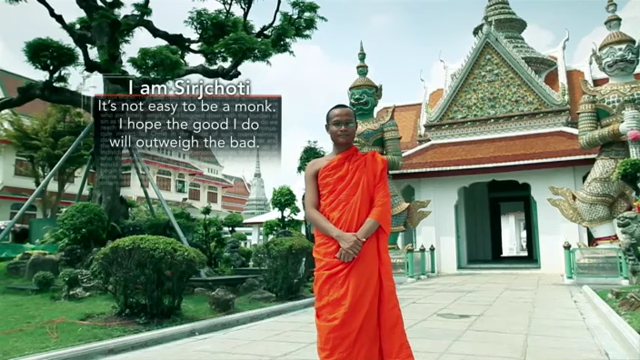 I am Sirjchoti
It's not easy to be a monk.
I hope the good I do
will outweigh the bad.